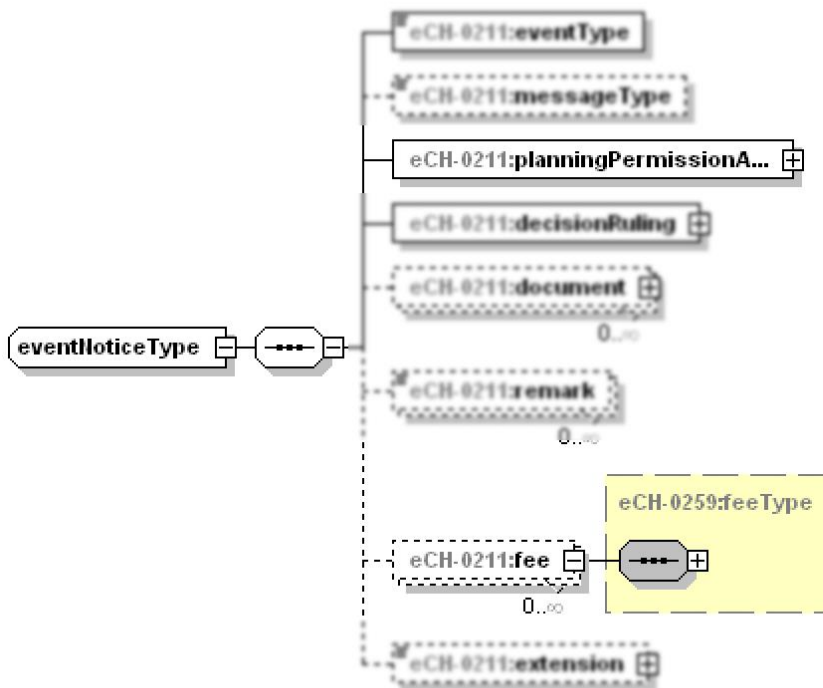 eCH-0211:eventType
eCH-0211:messageType
eCH-0211:planningPermissionA...
eCH-0211:decisionRuling
eCH-0211:document
0..∞
eventNoticeType
eCH-0211:remark
0..∞
eCH-0259:feeType
eCH-0211:fee
0..∞
eCH-0211:extension